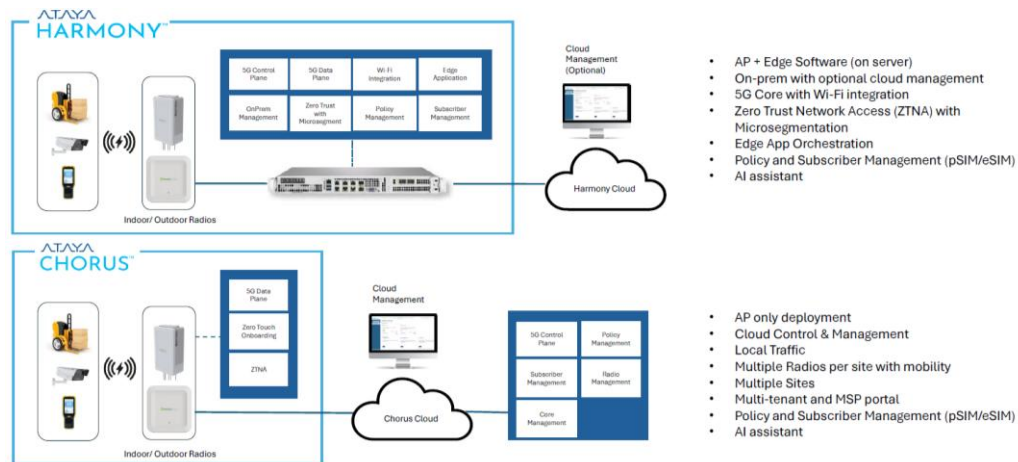 ATAYA
HARMONY™
5G Control
Plane
5G Data
Plane
Wi-Fi
Integration
Edge
Application
OnPrem
Management
Zero Trust
with
Microsegment
Policy
Management
Subscriber
Management
Cloud
Management
(Optional)
Harmony Cloud
Indoor/ Outdoor Radios
• AP + Edge Software (on server)
• On-prem with optional cloud management
• 5G Core with Wi-Fi integration
• Zero Trust Network Access (ZTNA) with
Microsegmentation
• Edge App Orchestration
• Policy and Subscriber Management (pSIM/eSIM)
• AI assistant
ATAYA
CHORUS™
5G Data
Plane
Zero Touch
Onboarding
ZTNA
Cloud
Management
Chorus Cloud
5G Control
Plane
Policy
Management
Subscriber
Management
Radio
Management
Core
Management
Indoor/ Outdoor Radios
• AP only deployment
• Cloud Control & Management
• Local Traffic
• Multiple Radios per site with mobility
• Multiple Sites
• Multi-tenant and MSP portal
• Policy and Subscriber Management (pSIM/eSIM)
• AI assistant